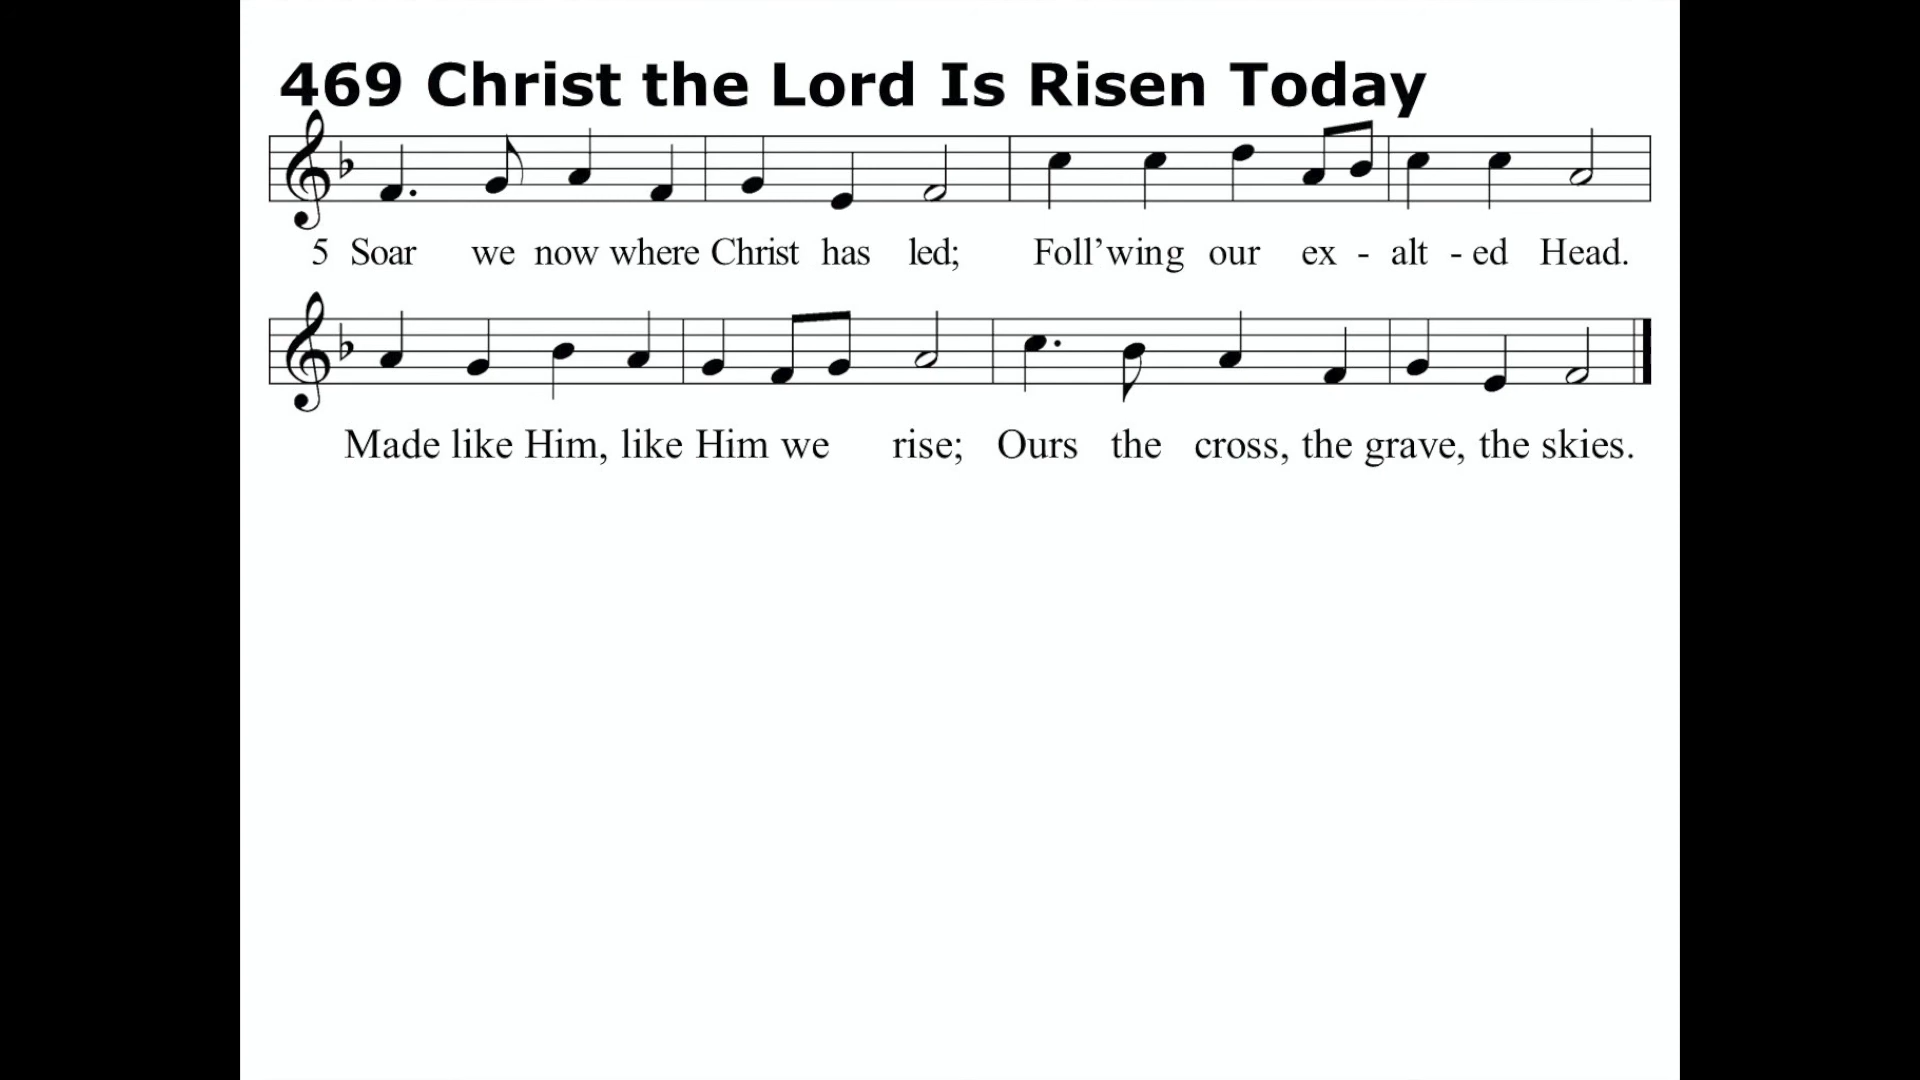 469 Christ the Lord Is Risen Today
5 Soar we now where Christ has led; Foll’wing our ex - alt - ed Head.
Made like Him, like Him we rise; Ours the cross, the grave, the skies.